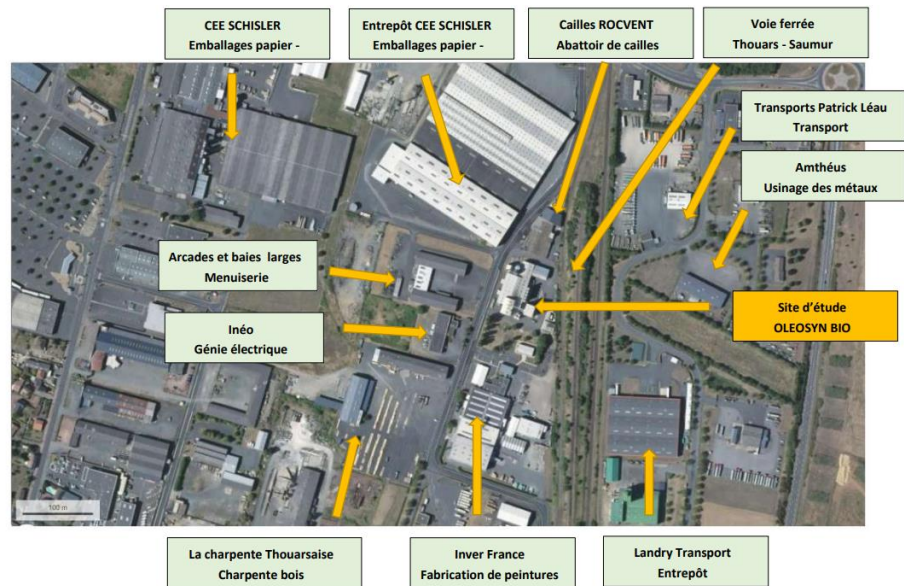 CEE SCHISLER
Emballages papier -
Entrepôt CEE SCHISLER
Emballages papier -
Cailles ROCVENT
Abattoir de cailles
Voie ferrée
Thouars - Saumur
Transports Patrick Léau
Transport
Amthéus
Usinage des métaux
Arcades et baies larges
Menuiserie
Site d'étude
OLEOSYN BIO
Inéo
Génie électrique
100 m
La charpente Thouarsaise
Charpente bois
Inver France
Fabrication de peintures
Landry Transport
Entrepôt